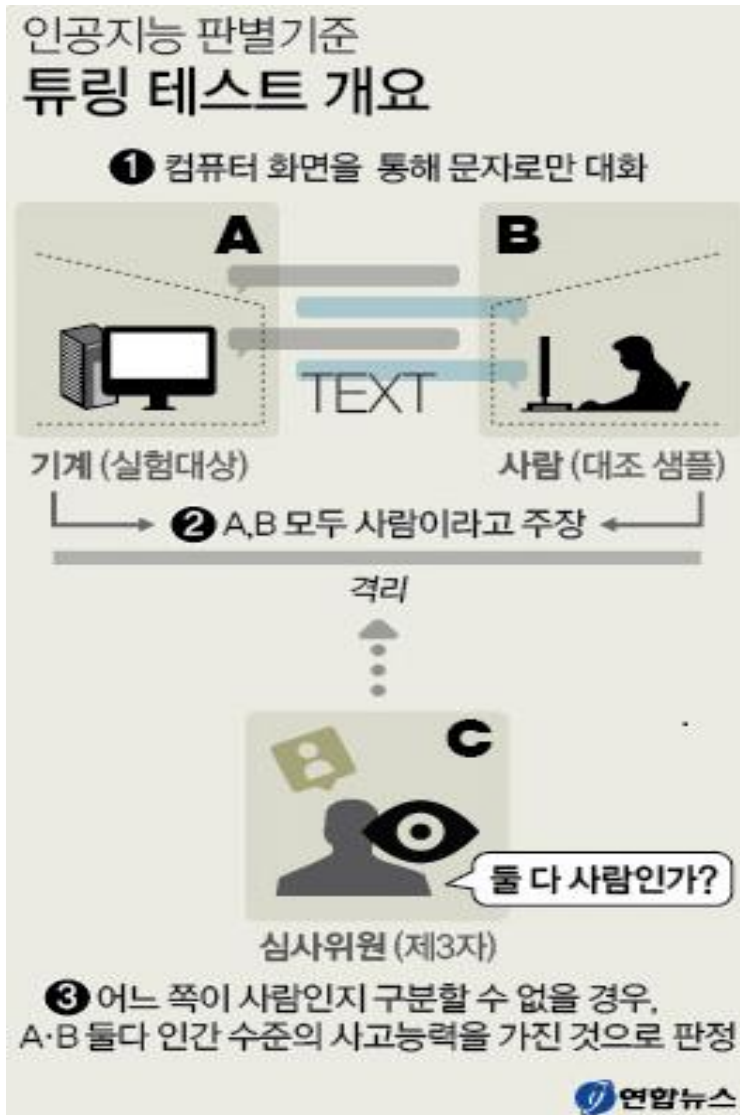 인공지능 판별기준
튜링 테스트 개요
1 컴퓨터 화면을 통해 문자로만 대화
A
B
TEXT
기계 (실험대상)
사람 (대조 샘플)
2 A,B 모두 사람이라고 주장
격리
C
둘 다 사람인가?
심사위원 (제3자)
3 어느 쪽이 사람인지 구분할 수 없을 경우,
A·B 둘다 인간 수준의 사고능력을 가진 것으로 판정
연합뉴스